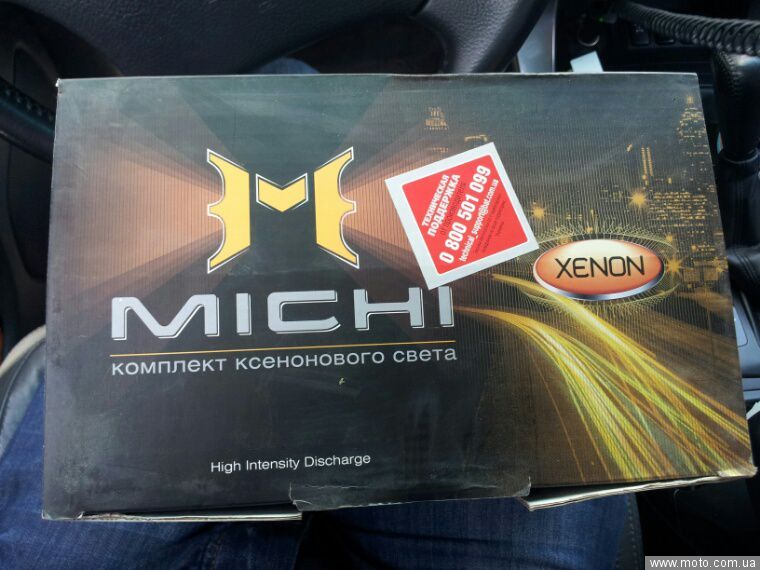 MICHI
комплект ксенонового света
High Intensity Discharge
ТЕХНИЧЕСКАЯ
ПОДДЕРЖКА
0 800 501 099
XENON
www.moto.com.ua